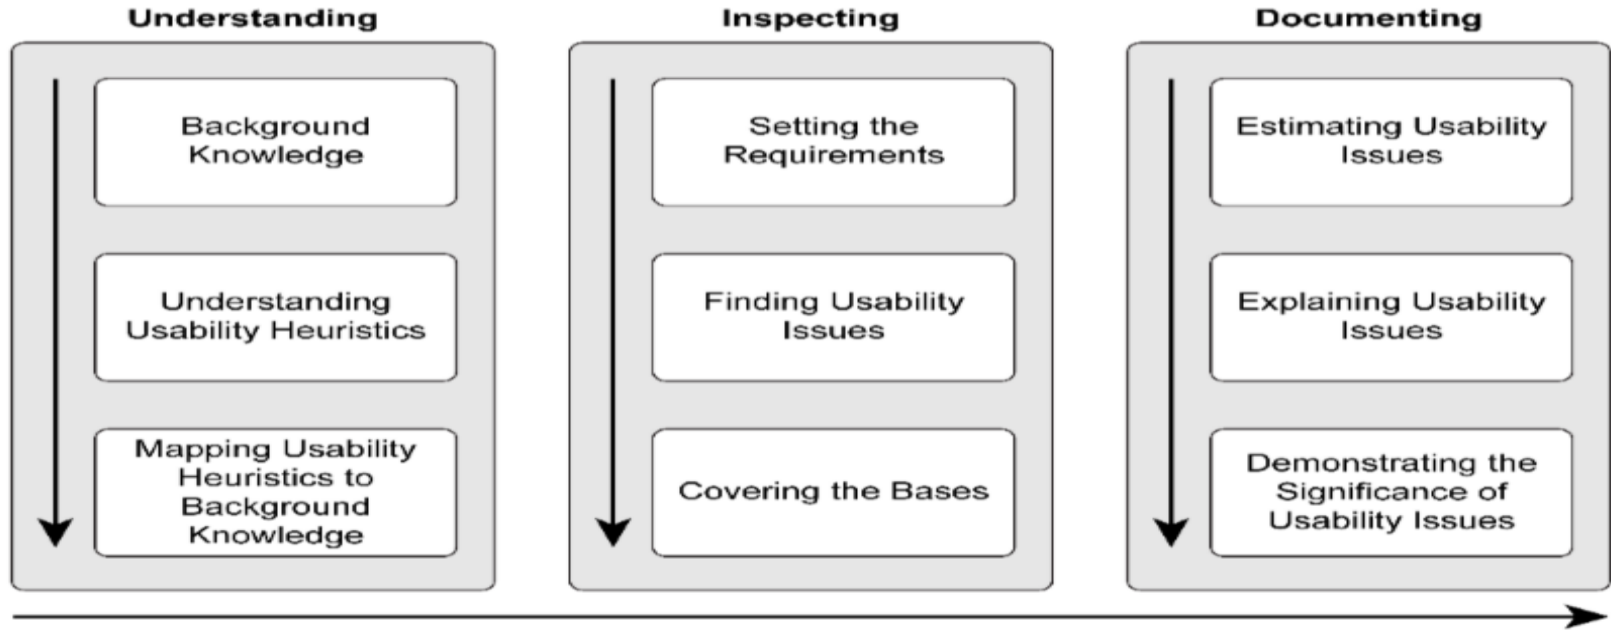 Understanding
Background
Knowledge
Understanding
Usability Heuristics
Mapping Usability
Heuristics to
Background
Knowledge
Inspecting
Setting the
Requirements
Finding Usability
Issues
Covering the Bases
Documenting
Estimating Usability
Issues
Explaining Usability
Issues
Demonstrating the
Significance of
Usability Issues